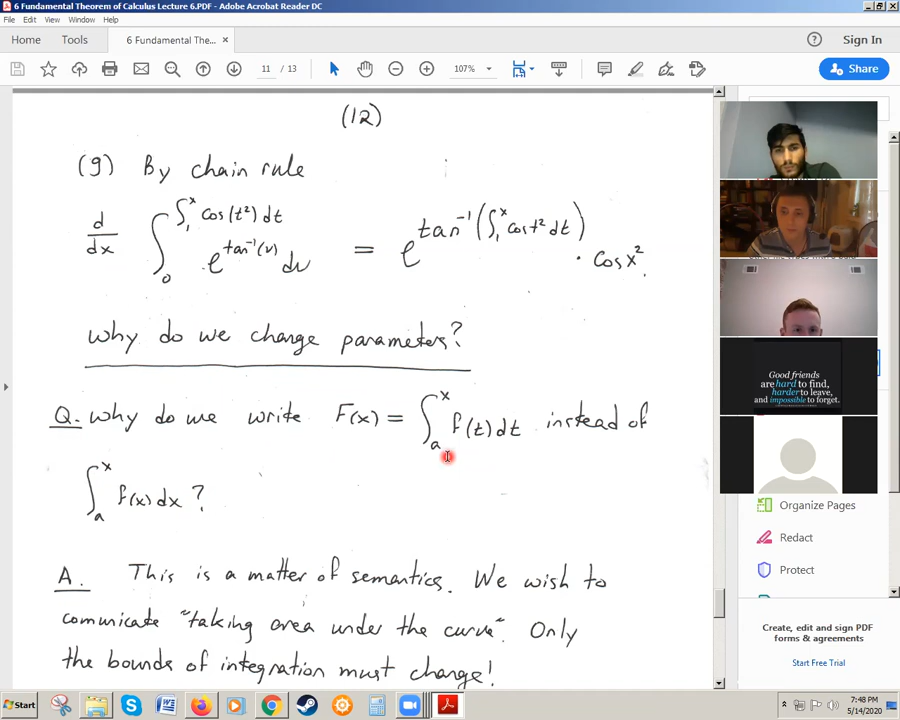 6 Fundamental Theorem of Calculus Lecture 6.PDF - Adobe Acrobat Reader DC
File Edit View Window Help
Home Tools 6 Fundamental The... × Sign In
11 / 13 107% Share
(12)
(9) By chain rule
d/dx ∫_0^{∫_1^x cos(t²)dt} e^{tan⁻¹(v)} dv = e^{tan⁻¹(∫_1^x cost²dt)} · cosx².
Why do we change parameters?
Q. Why do we write F(x) = ∫_a^x f(t)dt instead of
∫_a^x f(x)dx ?
A. This is a matter of semantics. We wish to
comunicate "taking area under the curve". Only
the bounds of integration must change!
Good friends
are hard to find,
harder to leave,
and impossible to forget.
Organize Pages
Redact
Protect
Create, edit and sign PDF
forms & agreements
Start Free Trial
Start
7:48 PM
5/14/2020